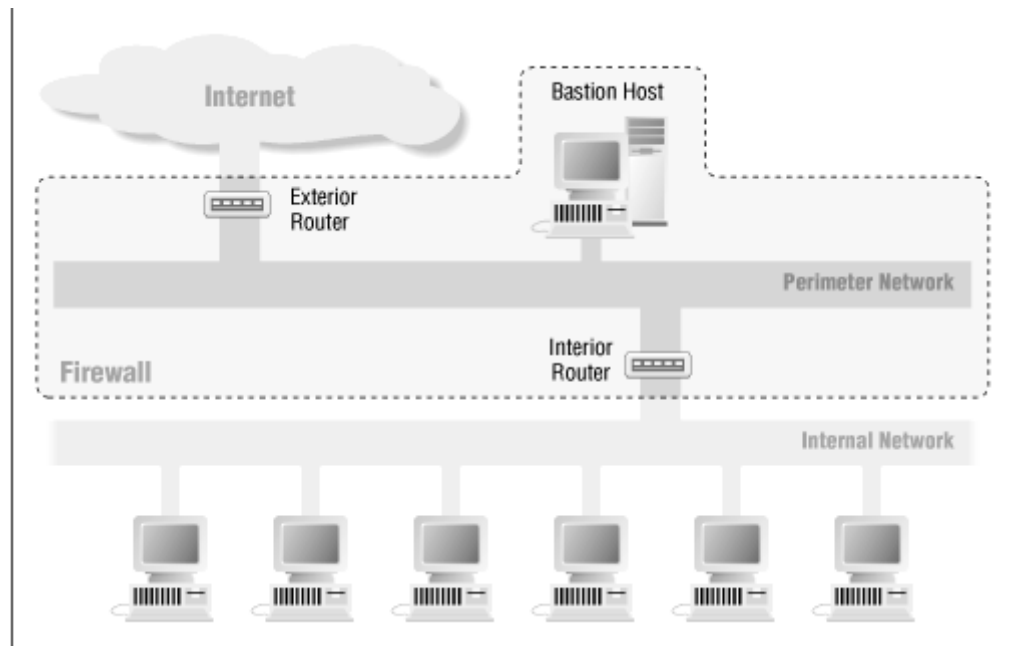 Internet
Bastion Host
Exterior
Router
Perimeter Network
Interior
Router
Firewall
Internal Network